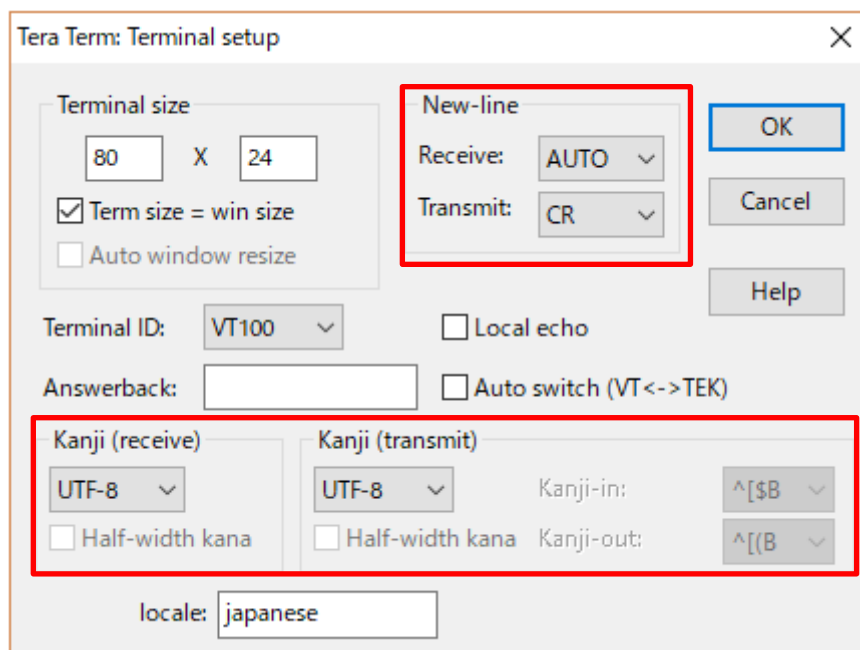 Tera Term: Terminal setup
Terminal size
80 X 24
Term size = win size
Auto window resize
New-line
Receive: AUTO
Transmit: CR
OK
Cancel
Help
Terminal ID: VT100
Local echo
Answerback:
Auto switch (VT<->TEK)
Kanji (receive)
UTF-8
Half-width kana
Kanji (transmit)
UTF-8
Half-width kana
Kanji-in: ^[$B
Kanji-out: ^[(B
locale: japanese